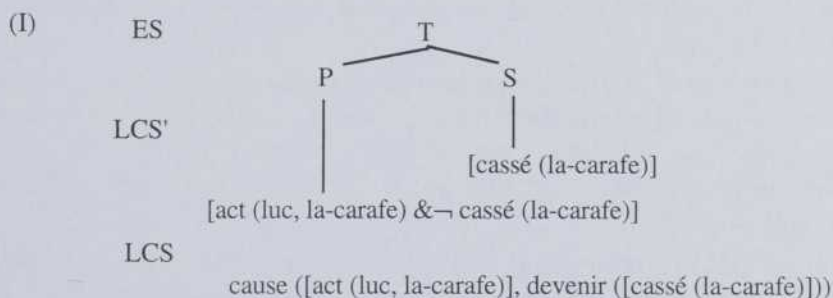 (I) ES T
P S
LCS'
[cassé (la-carafe)]
[act (luc, la-carafe) &¬ cassé (la-carafe)]
LCS
cause ([act (luc, la-carafe)], devenir ([cassé (la-carafe)]))